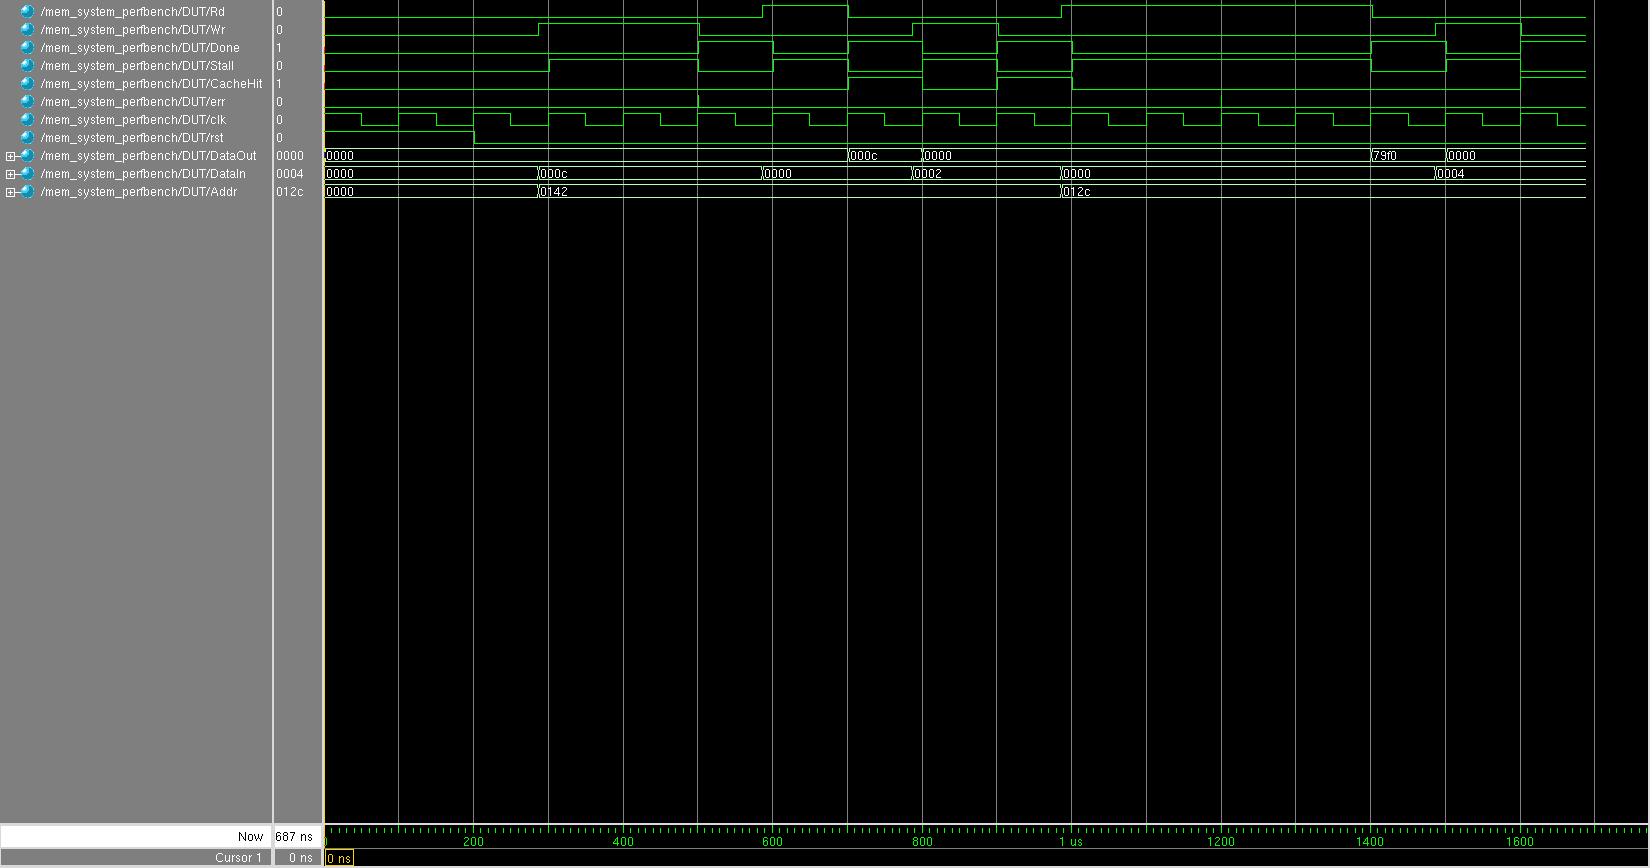 /mem_system_perfbench/DUT/Rd 0
/mem_system_perfbench/DUT/Wr 0
/mem_system_perfbench/DUT/Done 1
/mem_system_perfbench/DUT/Stall 0
/mem_system_perfbench/DUT/CacheHit 1
/mem_system_perfbench/DUT/err 0
/mem_system_perfbench/DUT/clk 0
/mem_system_perfbench/DUT/rst 0
/mem_system_perfbench/DUT/DataOut 0000 0000 000c 0000 79f0 0000
/mem_system_perfbench/DUT/DataIn 0004 0000 000c 0000 0002 0000 0004
/mem_system_perfbench/DUT/Addr 012c 0000 0142 012c
Now 687 ns 0 200 400 600 800 1 us 1200 1400 1600
Cursor 1 0 ns 0 ns